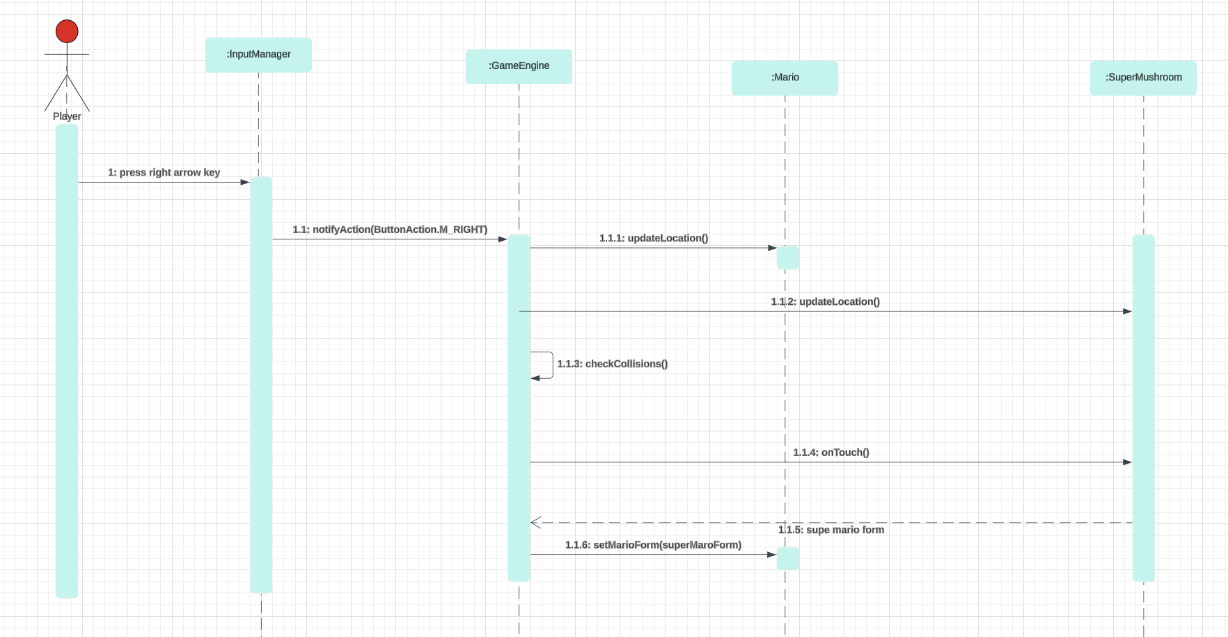 :InputManager
:GameEngine
:Mario
:SuperMushroom
Player
1: press right arrow key
1.1: notifyAction(ButtonAction.M_RIGHT)
1.1.1: updateLocation()
1.1.2: updateLocation()
1.1.3: checkCollisions()
1.1.4: onTouch()
1.1.5: supe mario form
1.1.6: setMarioForm(superMaroForm)